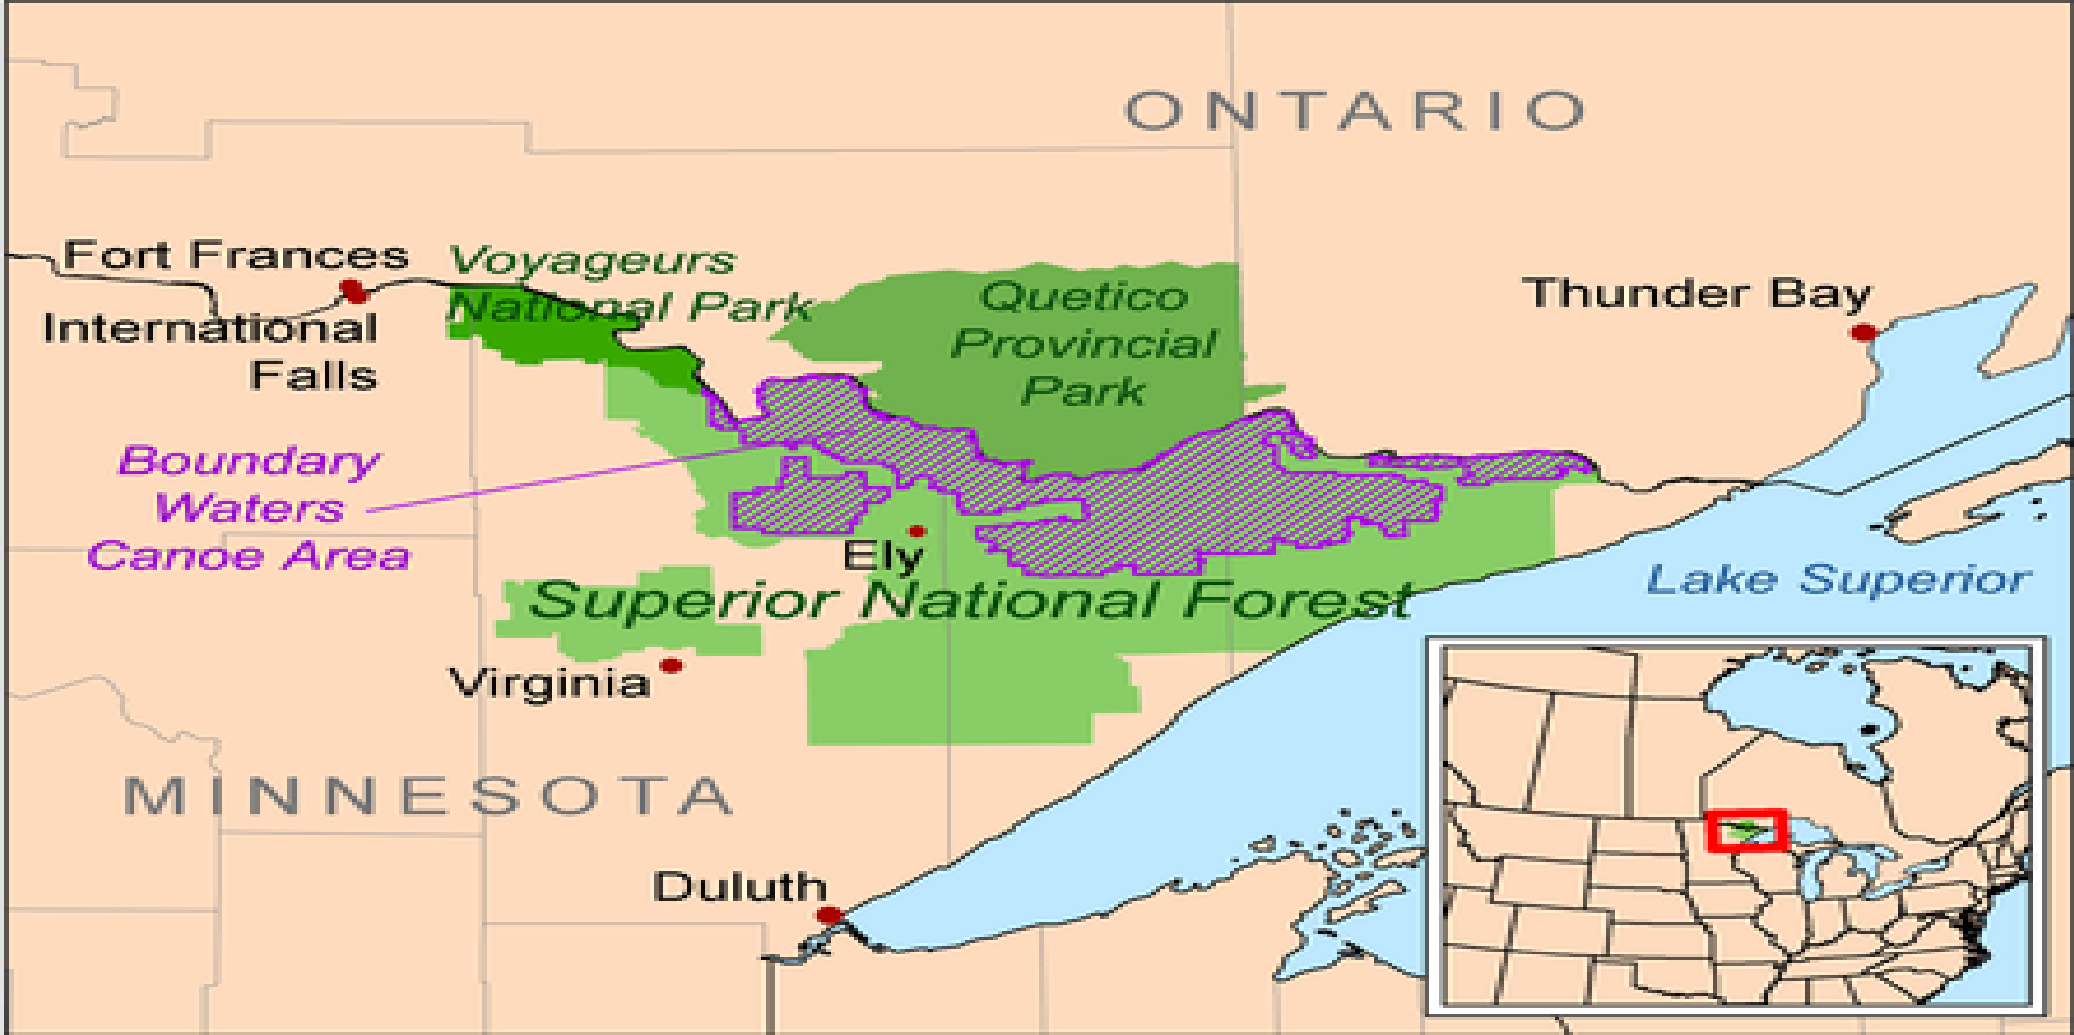 ONTARIO
Fort Frances
Voyageurs
National Park
Quetico
Provincial
Park
Thunder Bay
International
Falls
Boundary
Waters
Canoe Area
Ely
Superior National Forest
Lake Superior
Virginia
MINNESOTA
Duluth